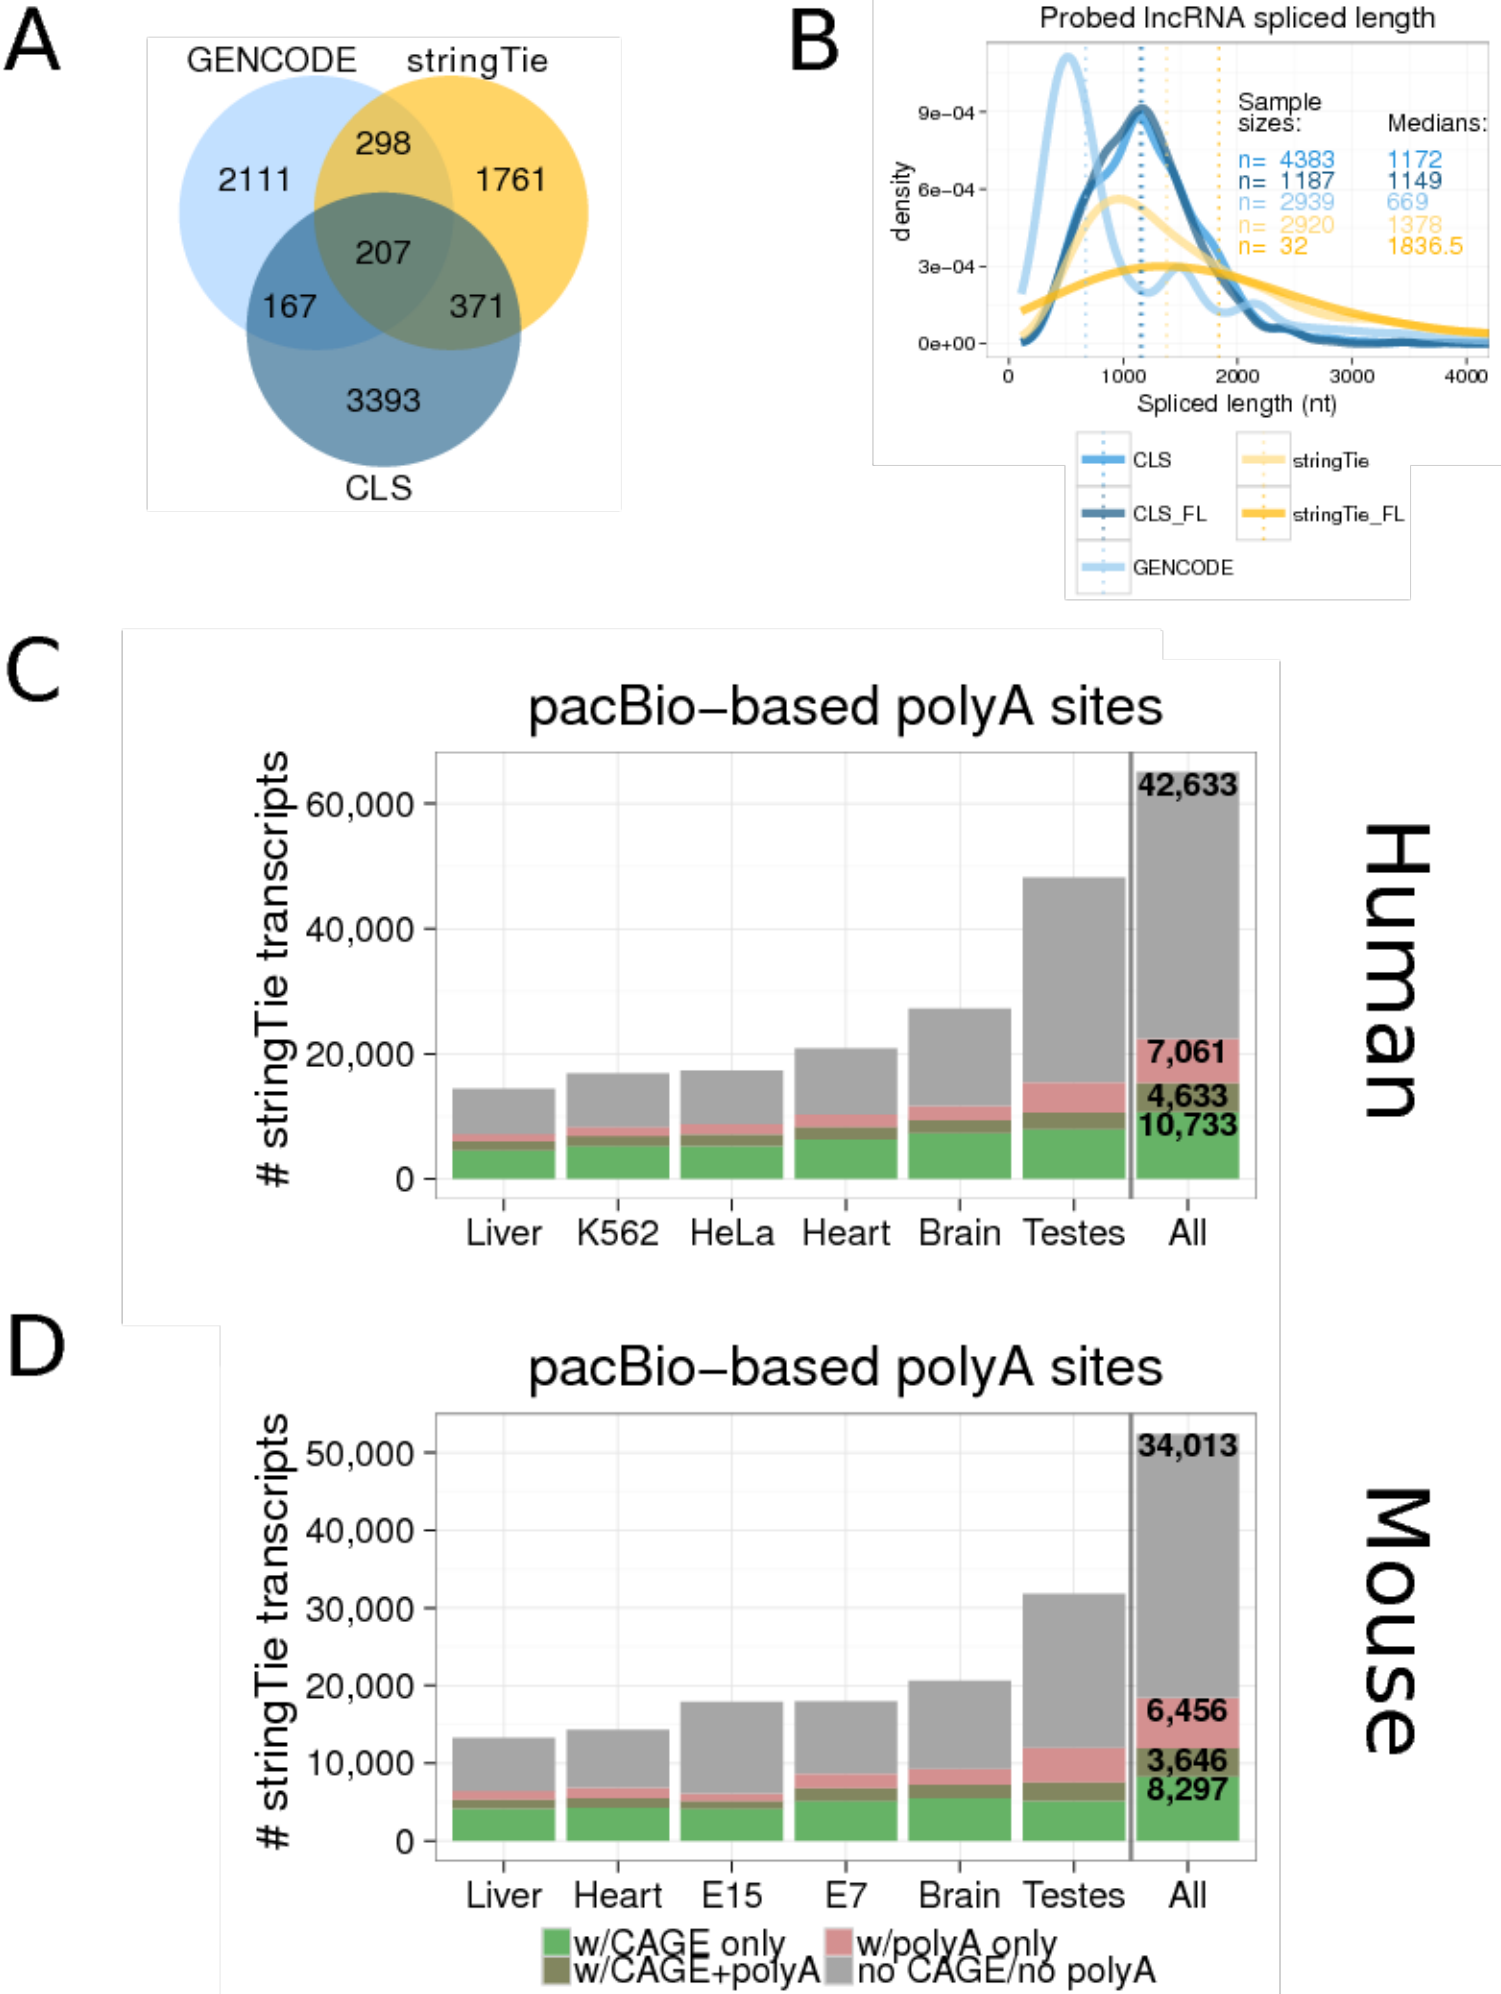 A
GENCODE stringTie
298
2111 1761
207
167 371
3393
CLS
B
Probed lncRNA spliced length
density
9e−04
6e−04
3e−04
0e+00
Sample
sizes: Medians:
n= 4383 1172
n= 1187 1149
n= 2939 669
n= 2920 1378
n= 32 1836.5
0 1000 2000 3000 4000
Spliced length (nt)
CLS stringTie
CLS_FL stringTie_FL
GENCODE
C
pacBio−based polyA sites
# stringTie transcripts
60,000
40,000
20,000
0
42,633
7,061
4,633
10,733
Liver K562 HeLa Heart Brain Testes All
Human
D
pacBio−based polyA sites
# stringTie transcripts
50,000
40,000
30,000
20,000
10,000
0
34,013
6,456
3,646
8,297
Liver Heart E15 E7 Brain Testes All
Mouse
w/CAGE only w/polyA only
w/CAGE+polyA no CAGE/no polyA